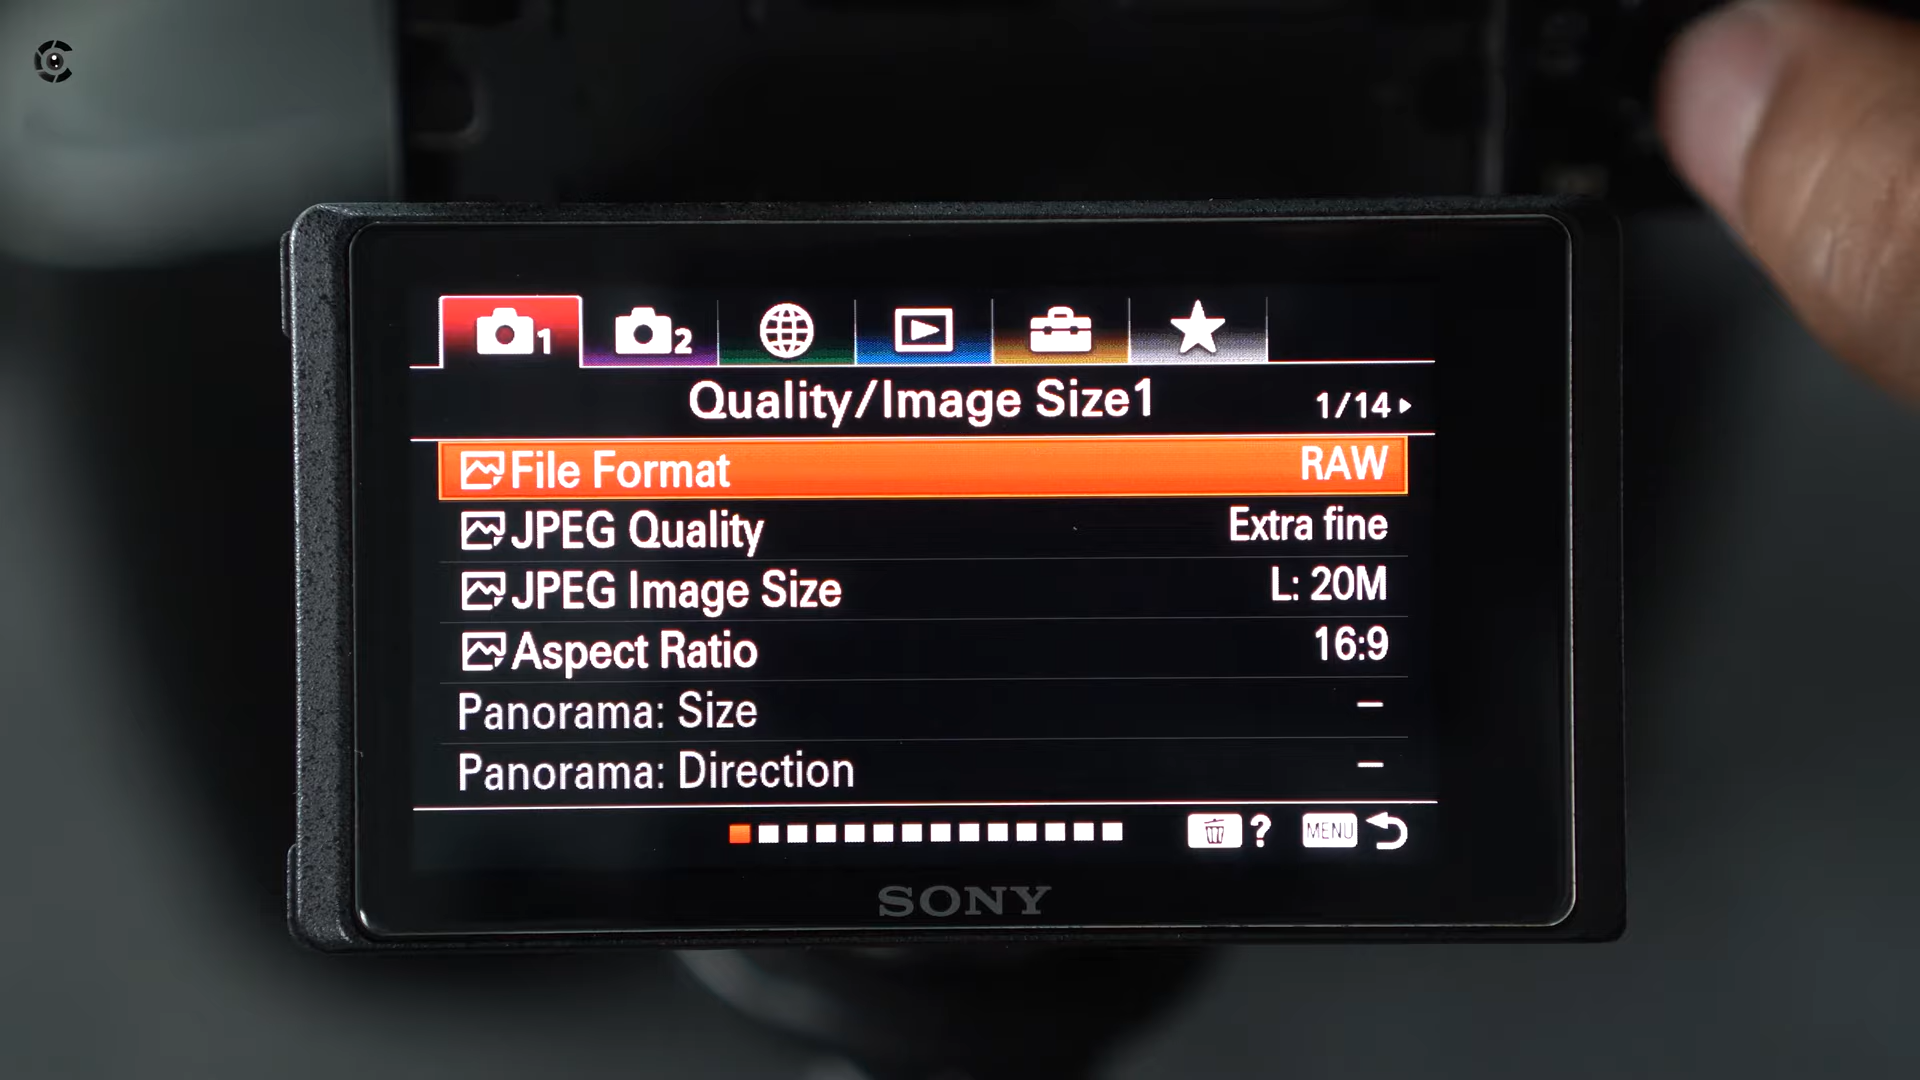 1 2
Quality/Image Size1 1/14
File Format RAW
JPEG Quality Extra fine
JPEG Image Size L: 20M
Aspect Ratio 16:9
Panorama: Size –
Panorama: Direction –
? MENU
SONY